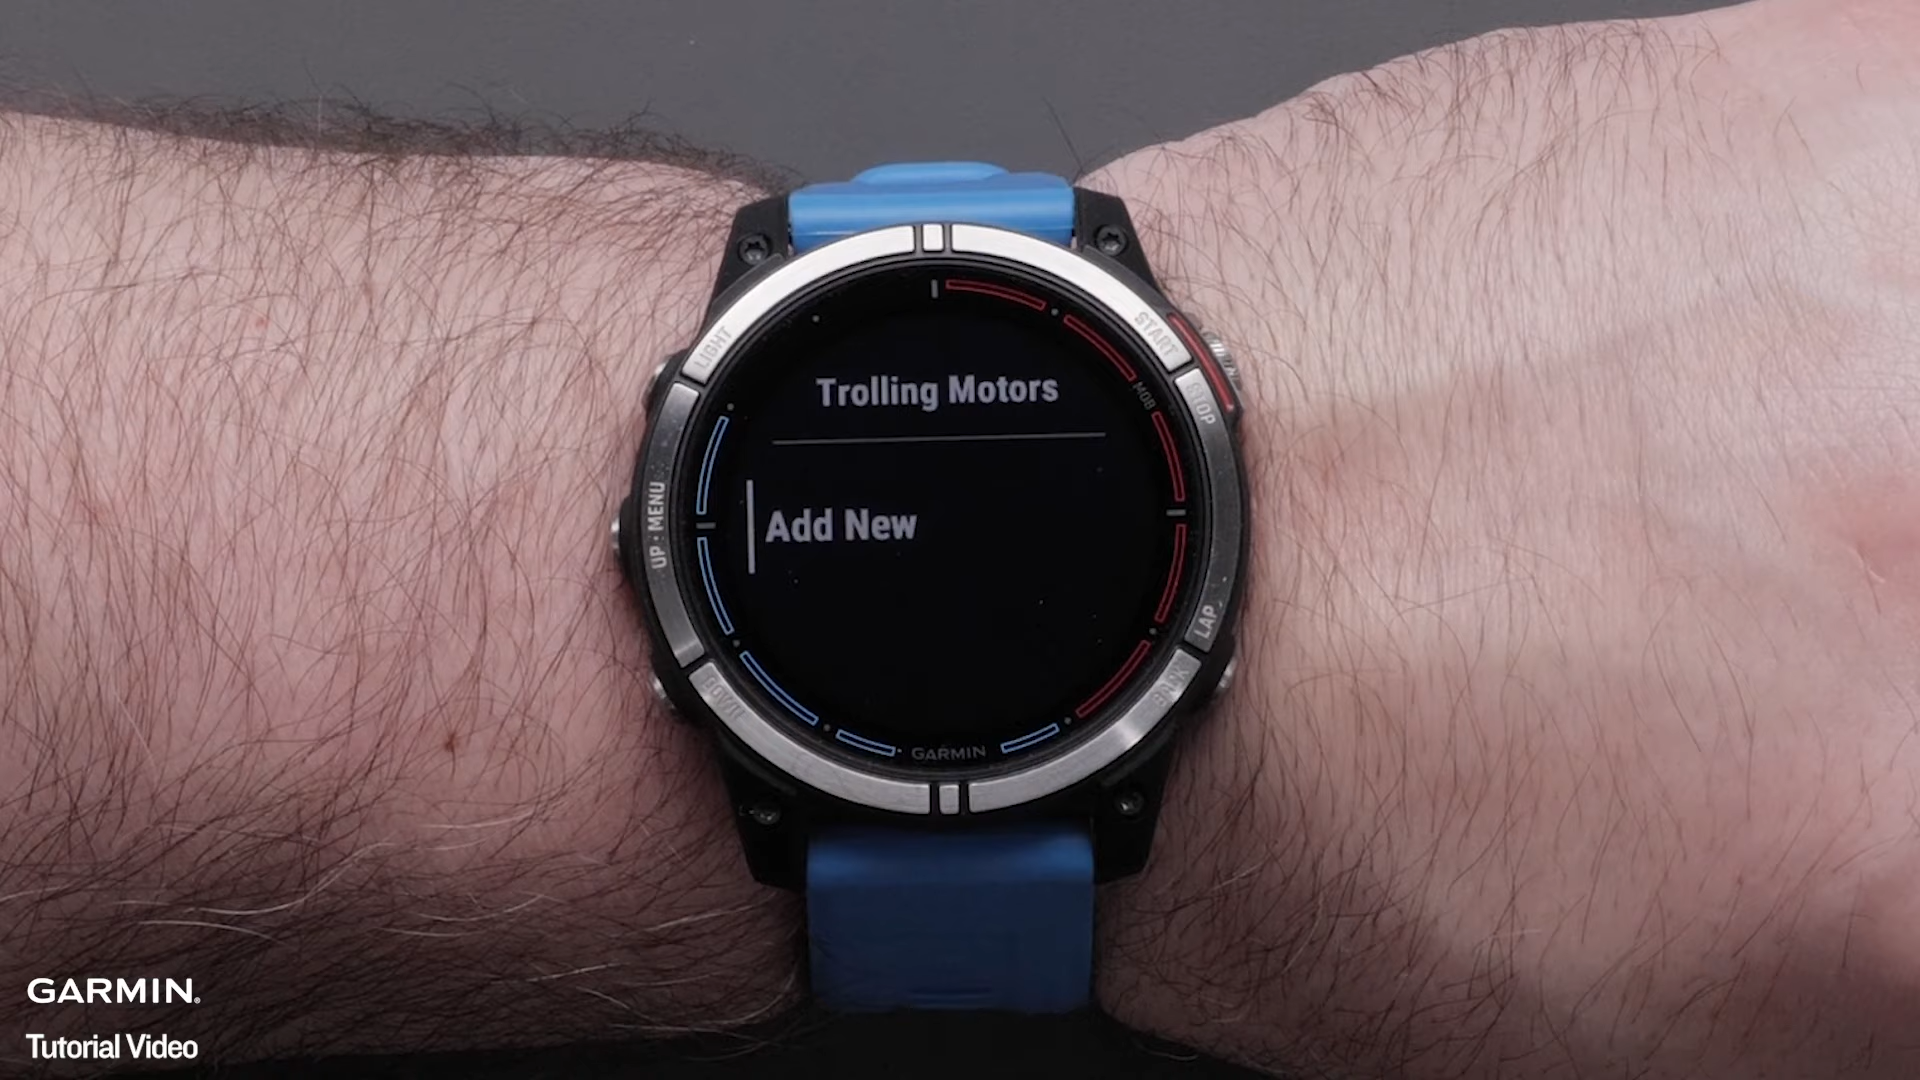 LIGHT
START
STOP
MOB
Trolling Motors
UP·MENU
Add New
LAP
BACK
GARMIN
GARMIN®
Tutorial Video